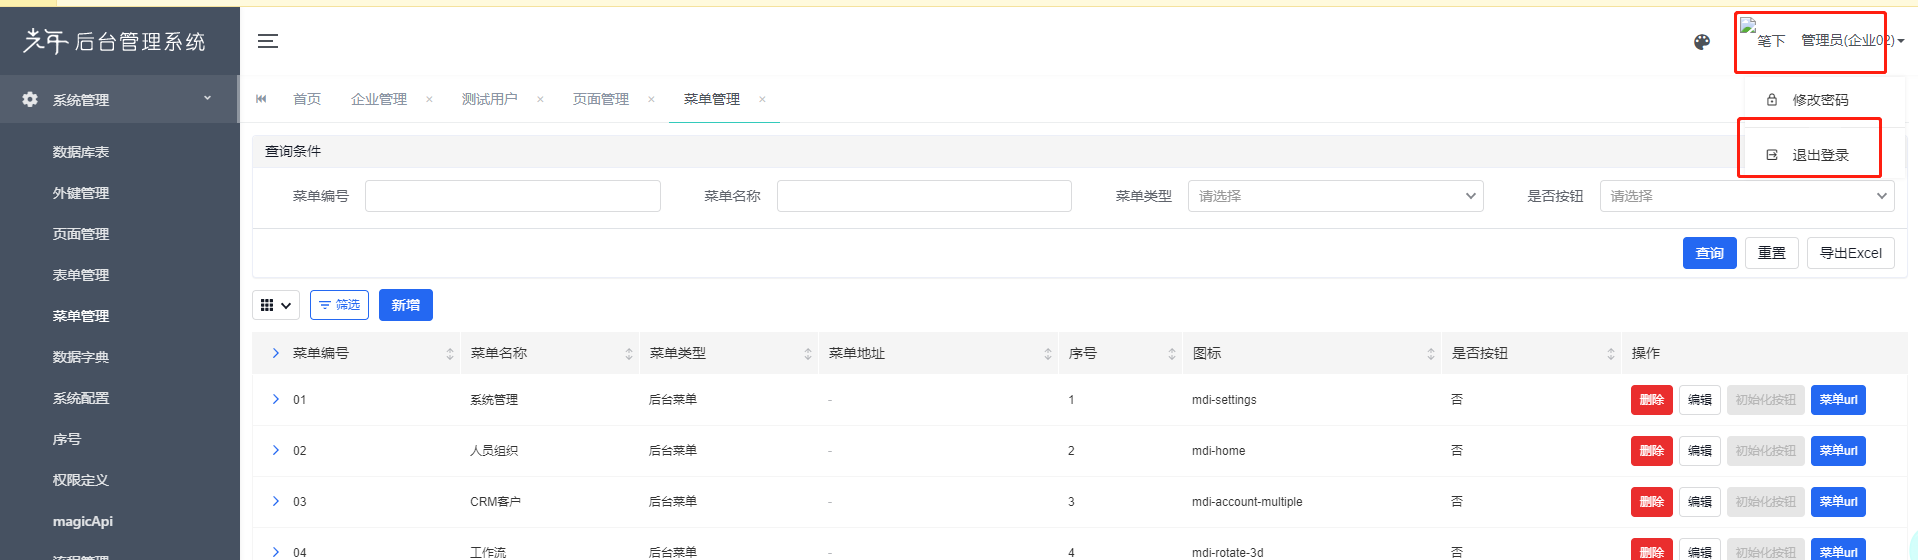 光年 后台管理系统
笔下 管理员(企业02)
系统管理
首页 企业管理 × 测试用户 × 页面管理 × 菜单管理 ×
修改密码
退出登录
数据库表
外键管理
页面管理
表单管理
菜单管理
数据字典
系统配置
序号
权限定义
magicApi
流程管理
查询条件
菜单编号 菜单名称 菜单类型 请选择 是否按钮 请选择
查询 重置 导出Excel
筛选 新增
菜单编号 菜单名称 菜单类型 菜单地址 序号 图标 是否按钮 操作
01 系统管理 后台菜单 - 1 mdi-settings 否 删除 编辑 初始化按钮 菜单url
02 人员组织 后台菜单 - 2 mdi-home 否 删除 编辑 初始化按钮 菜单url
03 CRM客户 后台菜单 - 3 mdi-account-multiple 否 删除 编辑 初始化按钮 菜单url
04 工作流 后台菜单 - 4 mdi-rotate-3d 否 删除 编辑 初始化按钮 菜单url